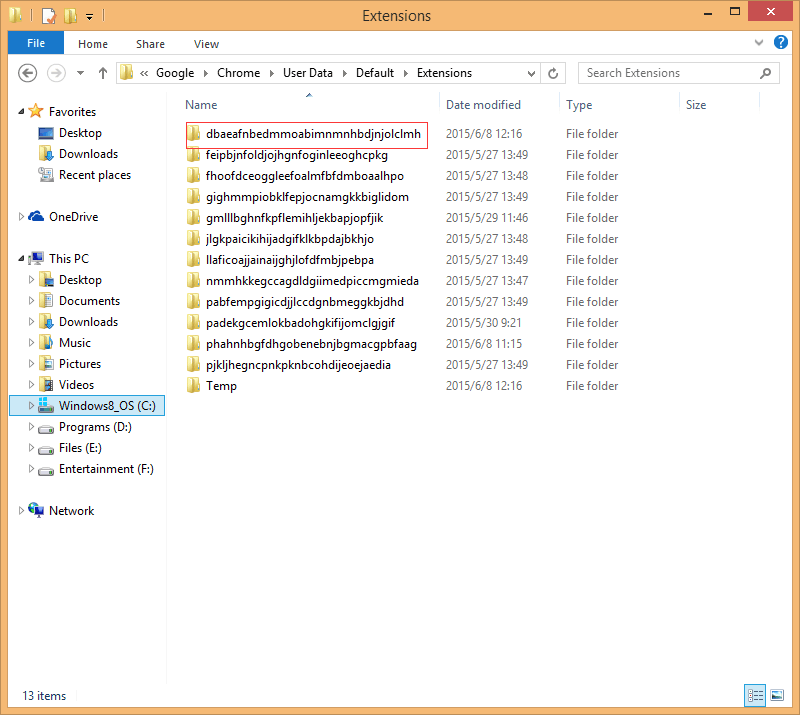 Extensions
File Home Share View
« Google Chrome User Data Default Extensions Search Extensions
Name Date modified Type Size
Favorites
Desktop
Downloads
Recent places
OneDrive
This PC
Desktop
Documents
Downloads
Music
Pictures
Videos
Windows8_OS (C:)
Programs (D:)
Files (E:)
Entertainment (F:)
Network
dbaeafnbedmmoabimnmnhbdjnjolclmh 2015/6/8 12:16 File folder
feipbjnfoldjojhgnfoginleeoghcpkg 2015/5/27 13:49 File folder
fhoofdceoggleefoalmfbfdmboaalhpo 2015/5/27 13:48 File folder
gighmmpiobklfepjocnamgkkbiglidom 2015/5/27 13:49 File folder
gmlllbghnfkpflemihljekbapjopfjik 2015/5/29 11:46 File folder
jlgkpaicikihijadgifklkbpdajbkhjo 2015/5/27 13:48 File folder
llaficoajjainaijghjlofdfmbjpebpa 2015/5/27 13:49 File folder
nmmhkkegccagdldgiimedpiccmgmieda 2015/5/27 13:47 File folder
pabfempgigicdjjlccdgnbmeggkbjdhd 2015/5/27 13:49 File folder
padekgcemlokbadohgkifijomclgjgif 2015/5/30 9:21 File folder
phahnhbgfdhgobenebnjbgmacgpbfaag 2015/6/8 11:15 File folder
pjkljhegncpnkpknbcohdijeoejaedia 2015/5/27 13:49 File folder
Temp 2015/6/8 12:16 File folder
13 items